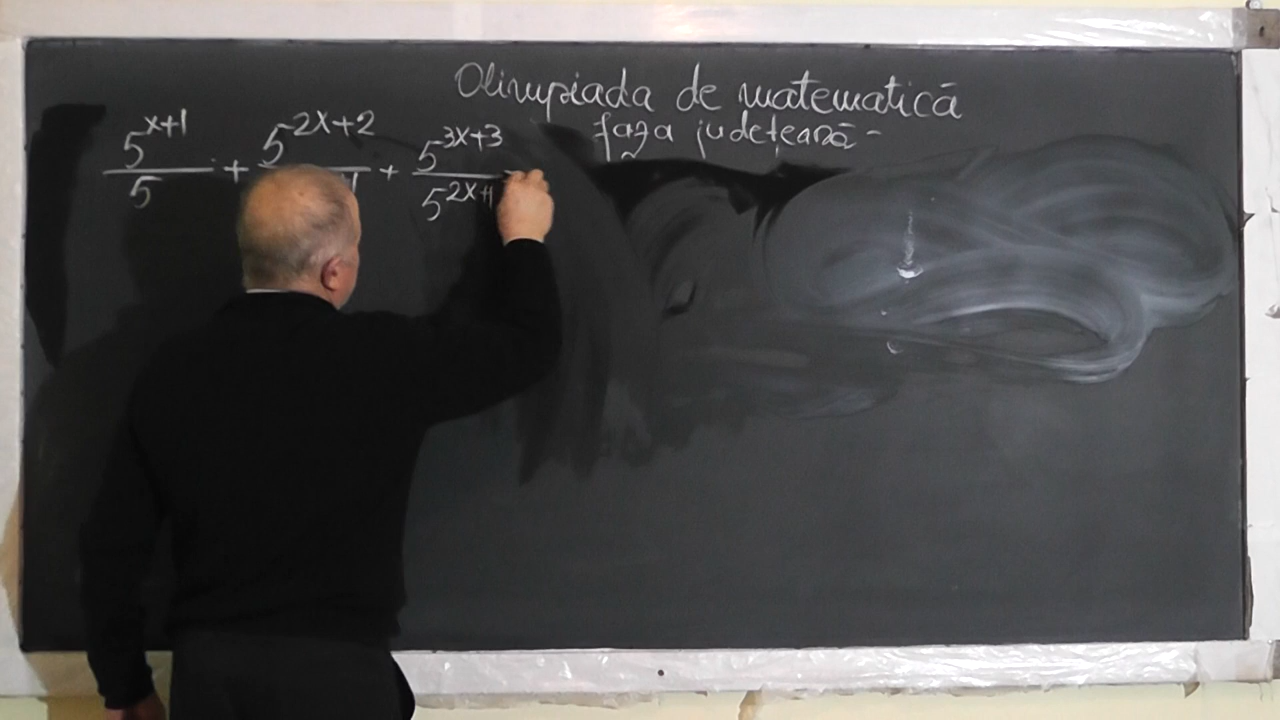 Olimpiada de matematică
faza județeană -
5^{x+1}/5 + 5^{2x+2}/ + 5^{3x+3}/5^{2x+1}